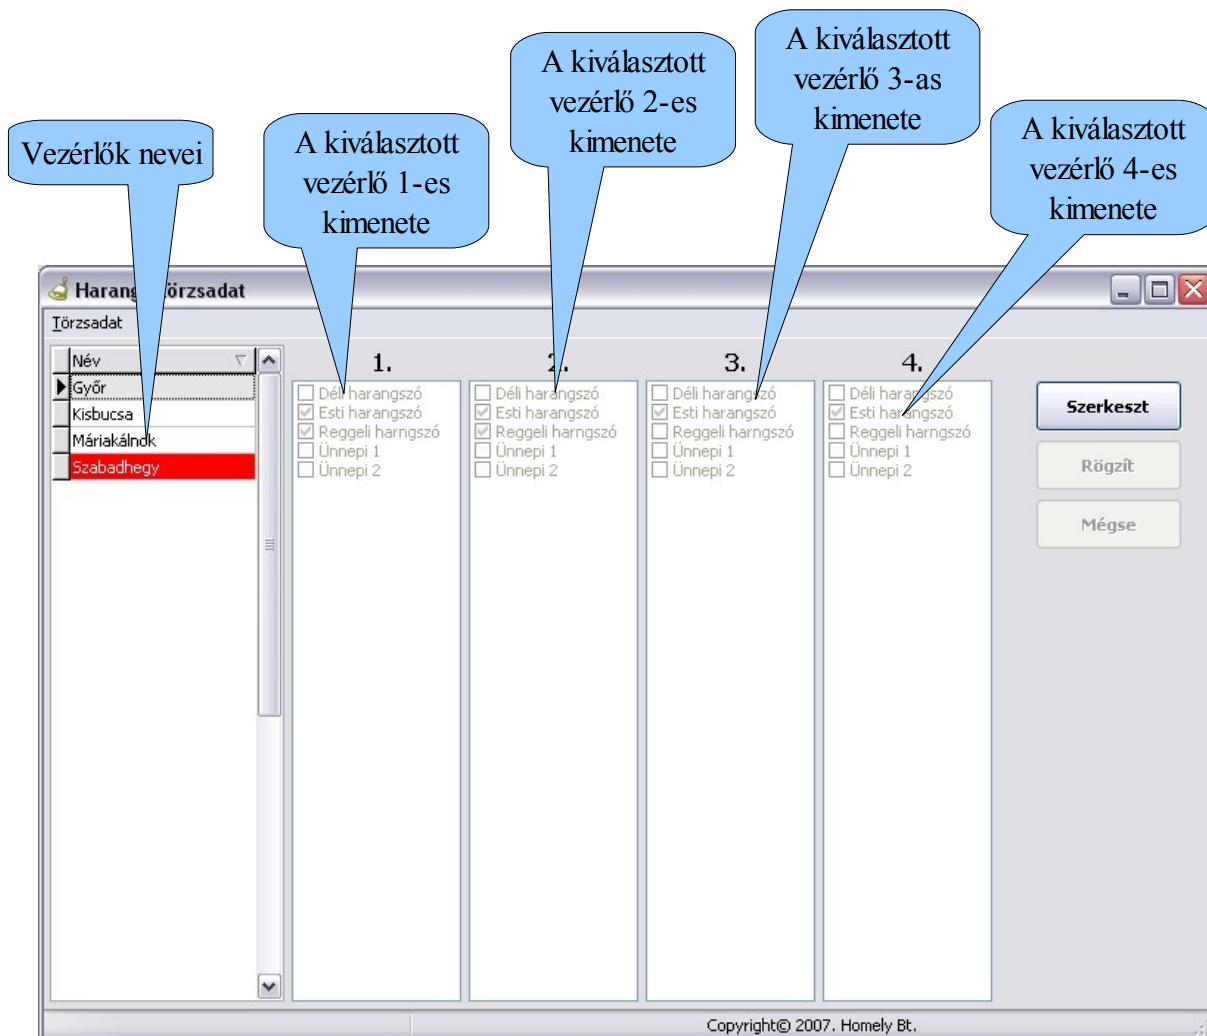 A kiválasztott
vezérlő 3-as
kimenete
A kiválasztott
vezérlő 2-es
kimenete
A kiválasztott
vezérlő 4-es
kimenete
A kiválasztott
vezérlő 1-es
kimenete
Vezérlők nevei
Harang törzsadat
Törzsadat
Név
Győr
Kisbucsa
Máriakálnok
Szabadhegy
1.
Déli harangszó
Esti harangszó
Reggeli harngszó
Ünnepi 1
Ünnepi 2
2.
Déli harangszó
Esti harangszó
Reggeli harngszó
Ünnepi 1
Ünnepi 2
3.
Déli harangszó
Esti harangszó
Reggeli harngszó
Ünnepi 1
Ünnepi 2
4.
Déli harangszó
Esti harangszó
Reggeli harngszó
Ünnepi 1
Ünnepi 2
Szerkeszt
Rögzít
Mégse
Copyright© 2007. Homely Bt.